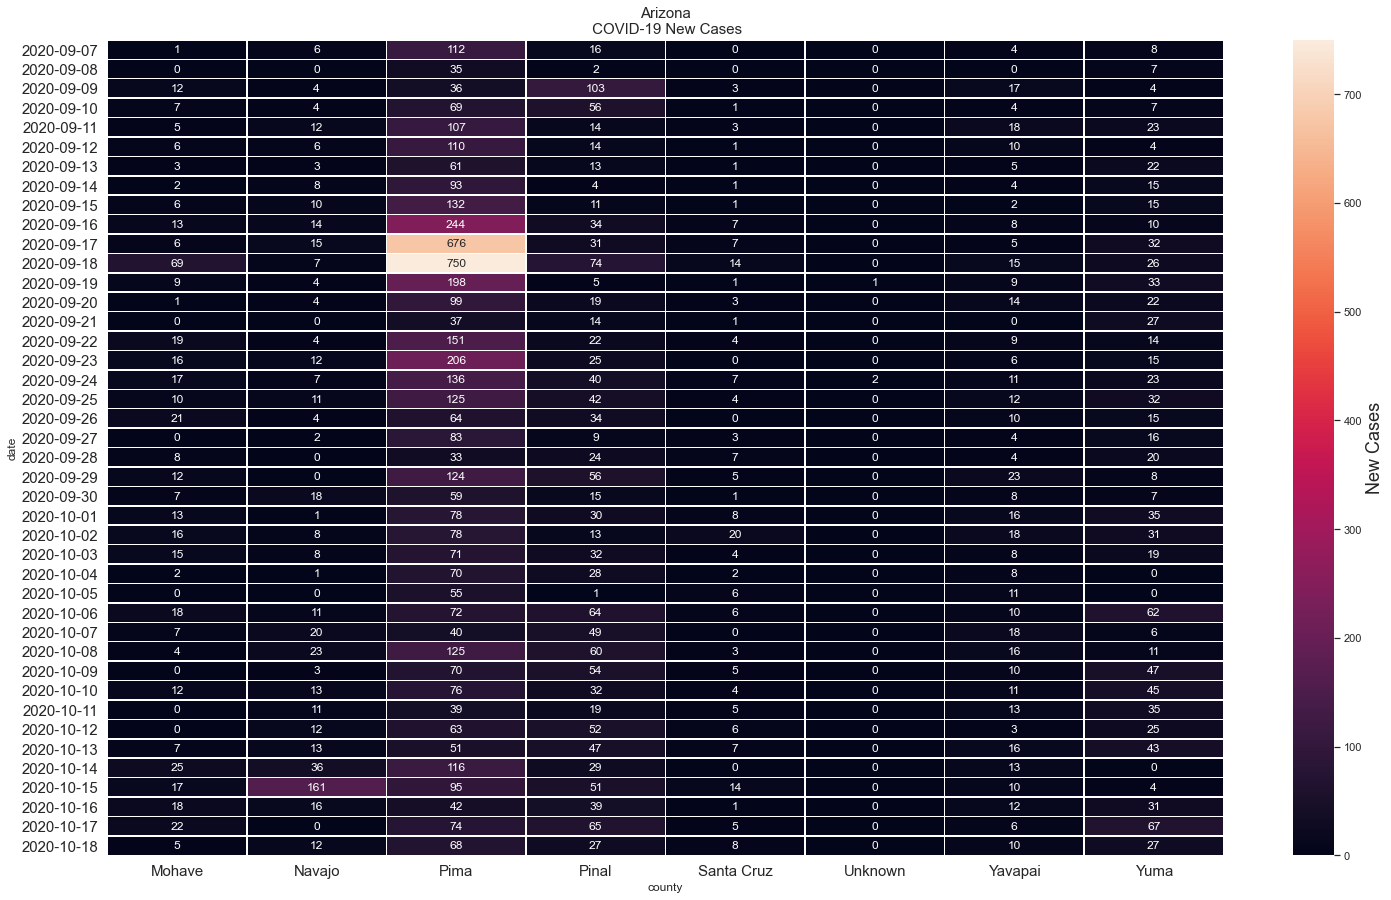 Arizona
COVID-19 New Cases
2020-09-07 1 6 112 16 0 0 4 8
2020-09-08 0 0 35 2 0 0 0 7
2020-09-09 12 4 36 103 3 0 17 4
2020-09-10 7 4 69 56 1 0 4 7
2020-09-11 5 12 107 14 3 0 18 23
2020-09-12 6 6 110 14 1 0 10 4
2020-09-13 3 3 61 13 1 0 5 22
2020-09-14 2 8 93 4 1 0 4 15
2020-09-15 6 10 132 11 1 0 2 15
2020-09-16 13 14 244 34 7 0 8 10
2020-09-17 6 15 676 31 7 0 5 32
2020-09-18 69 7 750 74 14 0 15 26
2020-09-19 9 4 198 5 1 1 9 33
2020-09-20 1 4 99 19 3 0 14 22
2020-09-21 0 0 37 14 1 0 0 27
2020-09-22 19 4 151 22 4 0 9 14
2020-09-23 16 12 206 25 0 0 6 15
2020-09-24 17 7 136 40 7 2 11 23
2020-09-25 10 11 125 42 4 0 12 32
2020-09-26 21 4 64 34 0 0 10 15
2020-09-27 0 2 83 9 3 0 4 16
2020-09-28 8 0 33 24 7 0 4 20
2020-09-29 12 0 124 56 5 0 23 8
2020-09-30 7 18 59 15 1 0 8 7
2020-10-01 13 1 78 30 8 0 16 35
2020-10-02 16 8 78 13 20 0 18 31
2020-10-03 15 8 71 32 4 0 8 19
2020-10-04 2 1 70 28 2 0 8 0
2020-10-05 0 0 55 1 6 0 11 0
2020-10-06 18 11 72 64 6 0 10 62
2020-10-07 7 20 40 49 0 0 18 6
2020-10-08 4 23 125 60 3 0 16 11
2020-10-09 0 3 70 54 5 0 10 47
2020-10-10 12 13 76 32 4 0 11 45
2020-10-11 0 11 39 19 5 0 13 35
2020-10-12 0 12 63 52 6 0 3 25
2020-10-13 7 13 51 47 7 0 16 43
2020-10-14 25 36 116 29 0 0 13 0
2020-10-15 17 161 95 51 14 0 10 4
2020-10-16 18 16 42 39 1 0 12 31
2020-10-17 22 0 74 65 5 0 6 67
2020-10-18 5 12 68 27 8 0 10 27
Mohave Navajo Pima Pinal Santa Cruz Unknown Yavapai Yuma
county
date
700
600
500
400
300
200
100
0
New Cases